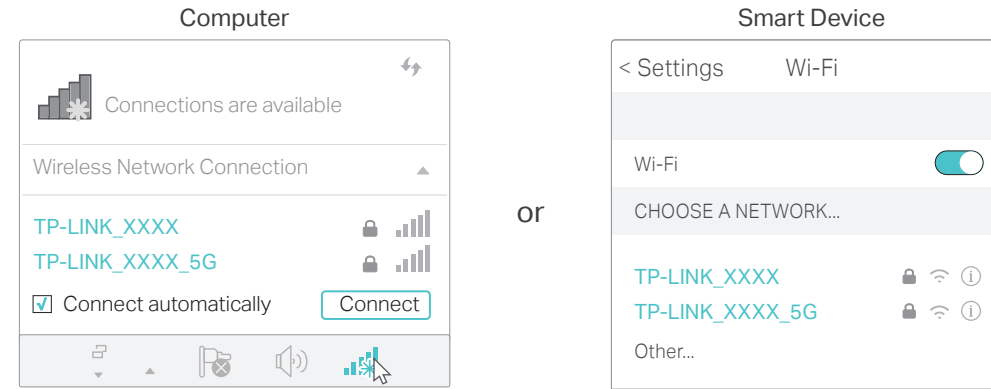 Computer
Connections are available
Wireless Network Connection
TP-LINK_XXXX
TP-LINK_XXXX_5G
Connect automatically
Connect
or
Smart Device
< Settings Wi-Fi
Wi-Fi
CHOOSE A NETWORK...
TP-LINK_XXXX
TP-LINK_XXXX_5G
Other...